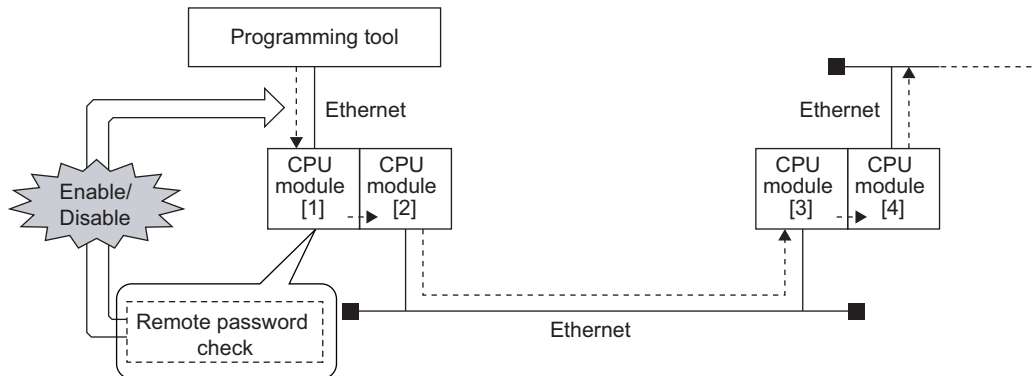 Programming tool
Ethernet
Ethernet
CPU
module
[1]
CPU
module
[2]
CPU
module
[3]
CPU
module
[4]
Enable/
Disable
Remote password
check
Ethernet